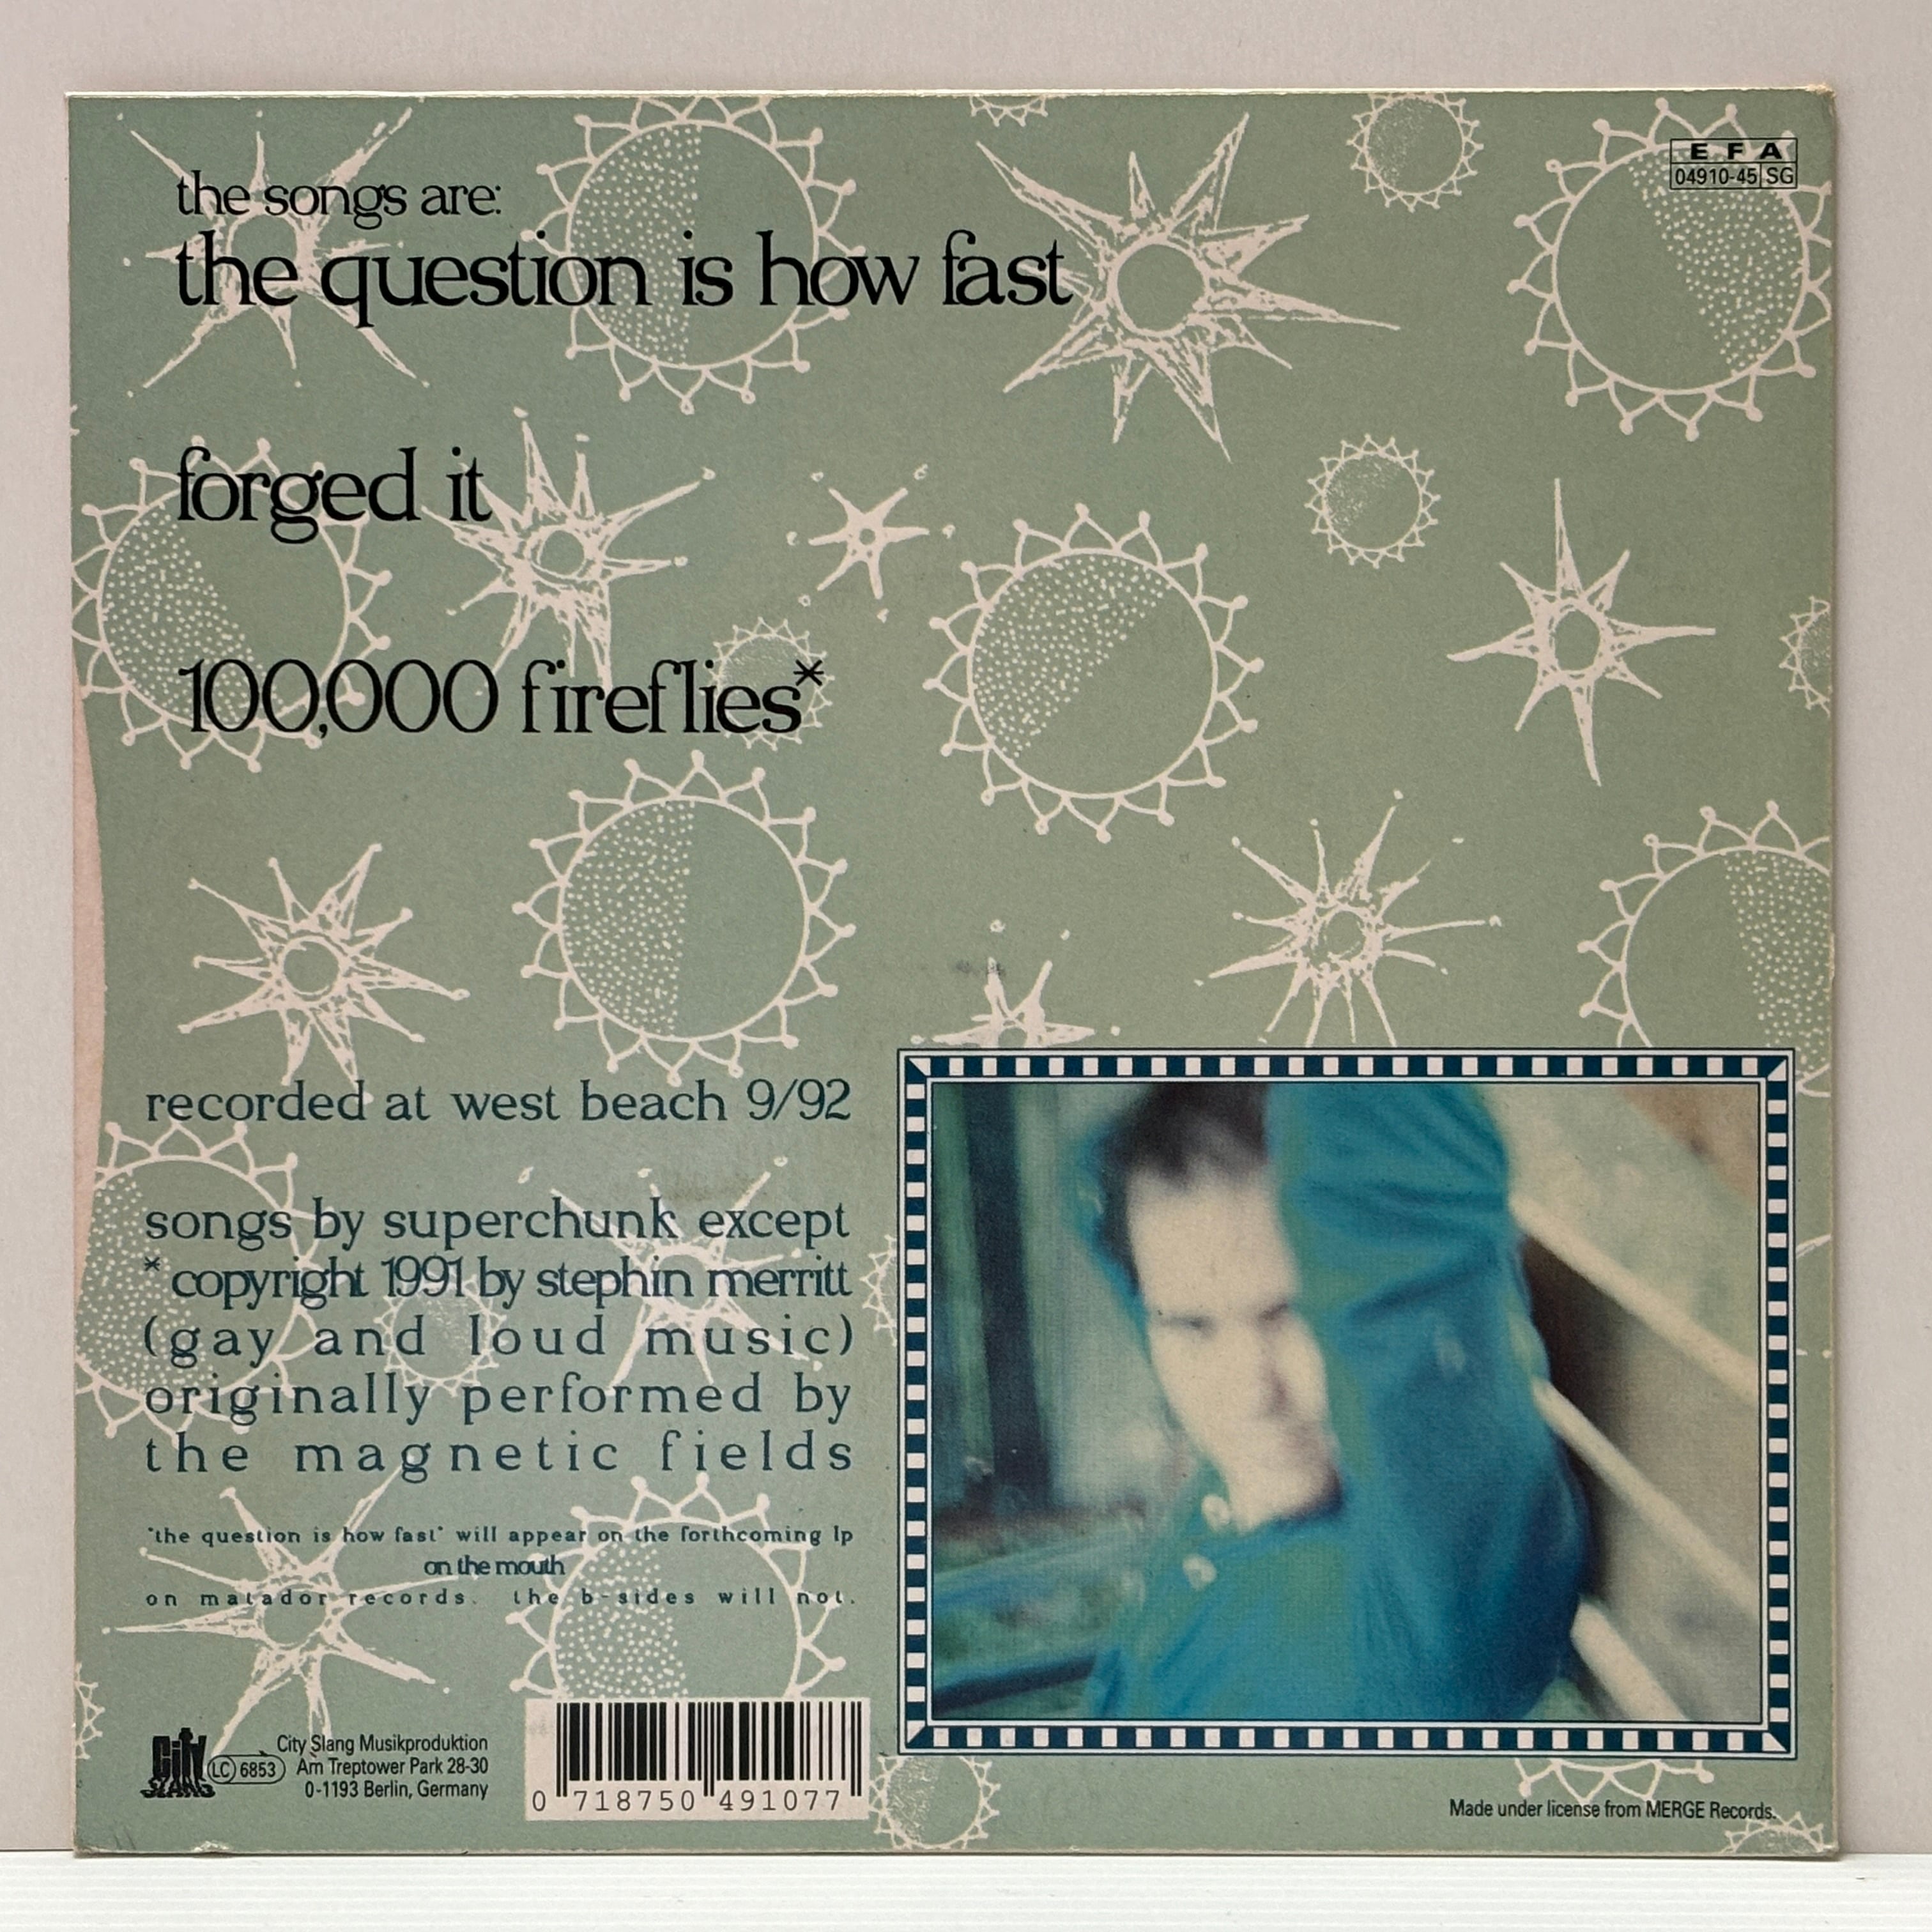 E F A
04910-45 SG
the songs are:
the question is how fast
forged it
100,000 fireflies*
recorded at west beach 9/92
songs by superchunk except
* copyright 1991 by stephin merritt
(gay and loud music)
originally performed by
the magnetic fields
"the question is how fast" will appear on the forthcoming lp
on the mouth
on matador records. the b-sides will not.
City SLANG
LC 6853
City Slang Musikproduktion
Am Treptower Park 28-30
0-1193 Berlin, Germany
0 718750 491077
Made under license from MERGE Records.